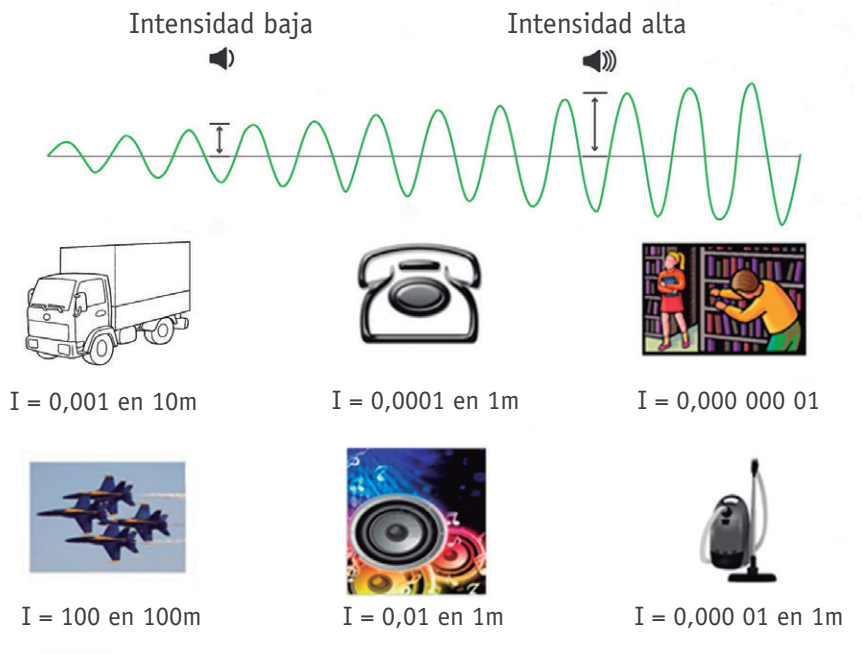 Intensidad baja
Intensidad alta
I = 0,001 en 10m
I = 0,0001 en 1m
I = 0,000 000 01
I = 100 en 100m
I = 0,01 en 1m
I = 0,000 01 en 1m